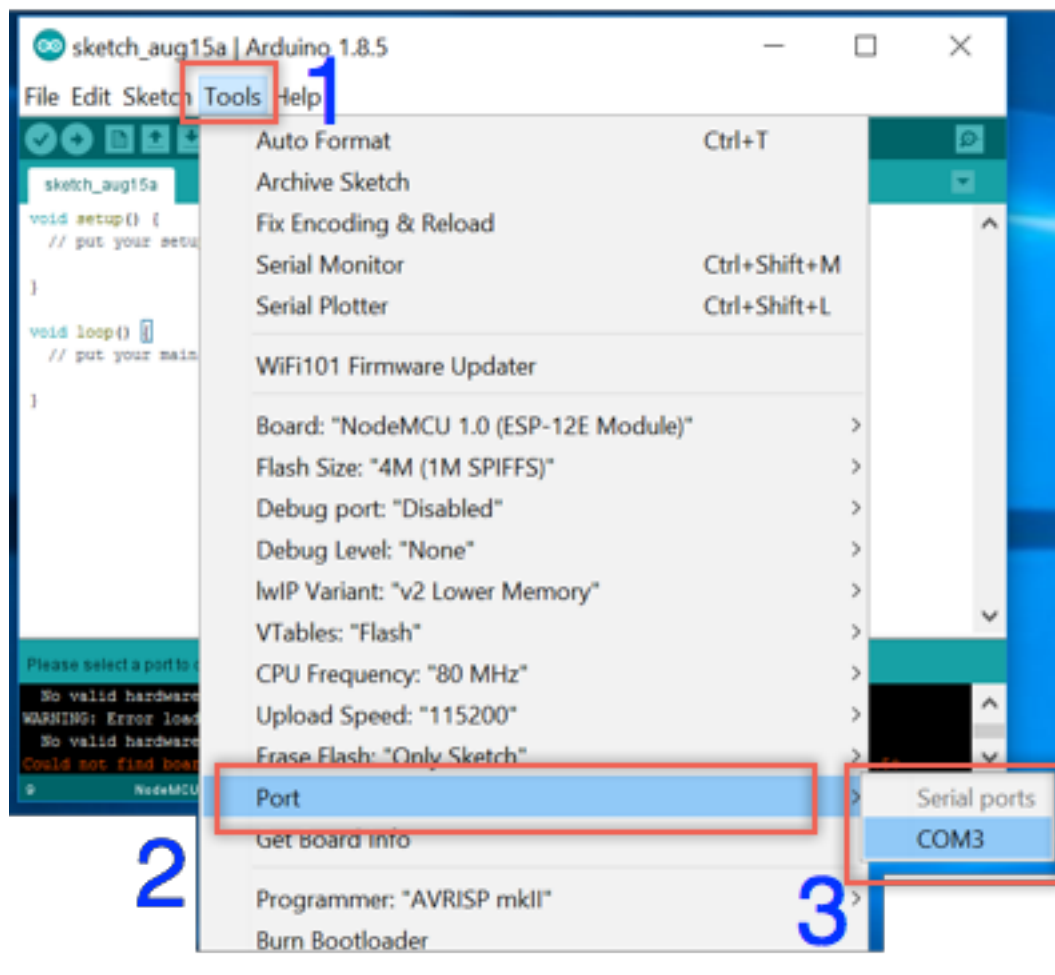 sketch_aug15a | Arduino 1.8.5
1
File Edit Sketch Tools Help
Auto Format Ctrl+T
Archive Sketch
Fix Encoding & Reload
Serial Monitor Ctrl+Shift+M
Serial Plotter Ctrl+Shift+L
WiFi101 Firmware Updater
Board: "NodeMCU 1.0 (ESP-12E Module)"
Flash Size: "4M (1M SPIFFS)"
Debug port: "Disabled"
Debug Level: "None"
lwIP Variant: "v2 Lower Memory"
VTables: "Flash"
CPU Frequency: "80 MHz"
Upload Speed: "115200"
Erase Flash: "Only Sketch"
Port
Get Board Info
Programmer: "AVRISP mkII"
Burn Bootloader
Serial ports
COM3
2
3
sketch_aug15a
void setup() {
// put your setu
}
void loop() {
// put your main
}
Please select a port to
No valid hardware
WARNING: Error load
No valid hardware
Could not find boar
9 NodeMCU